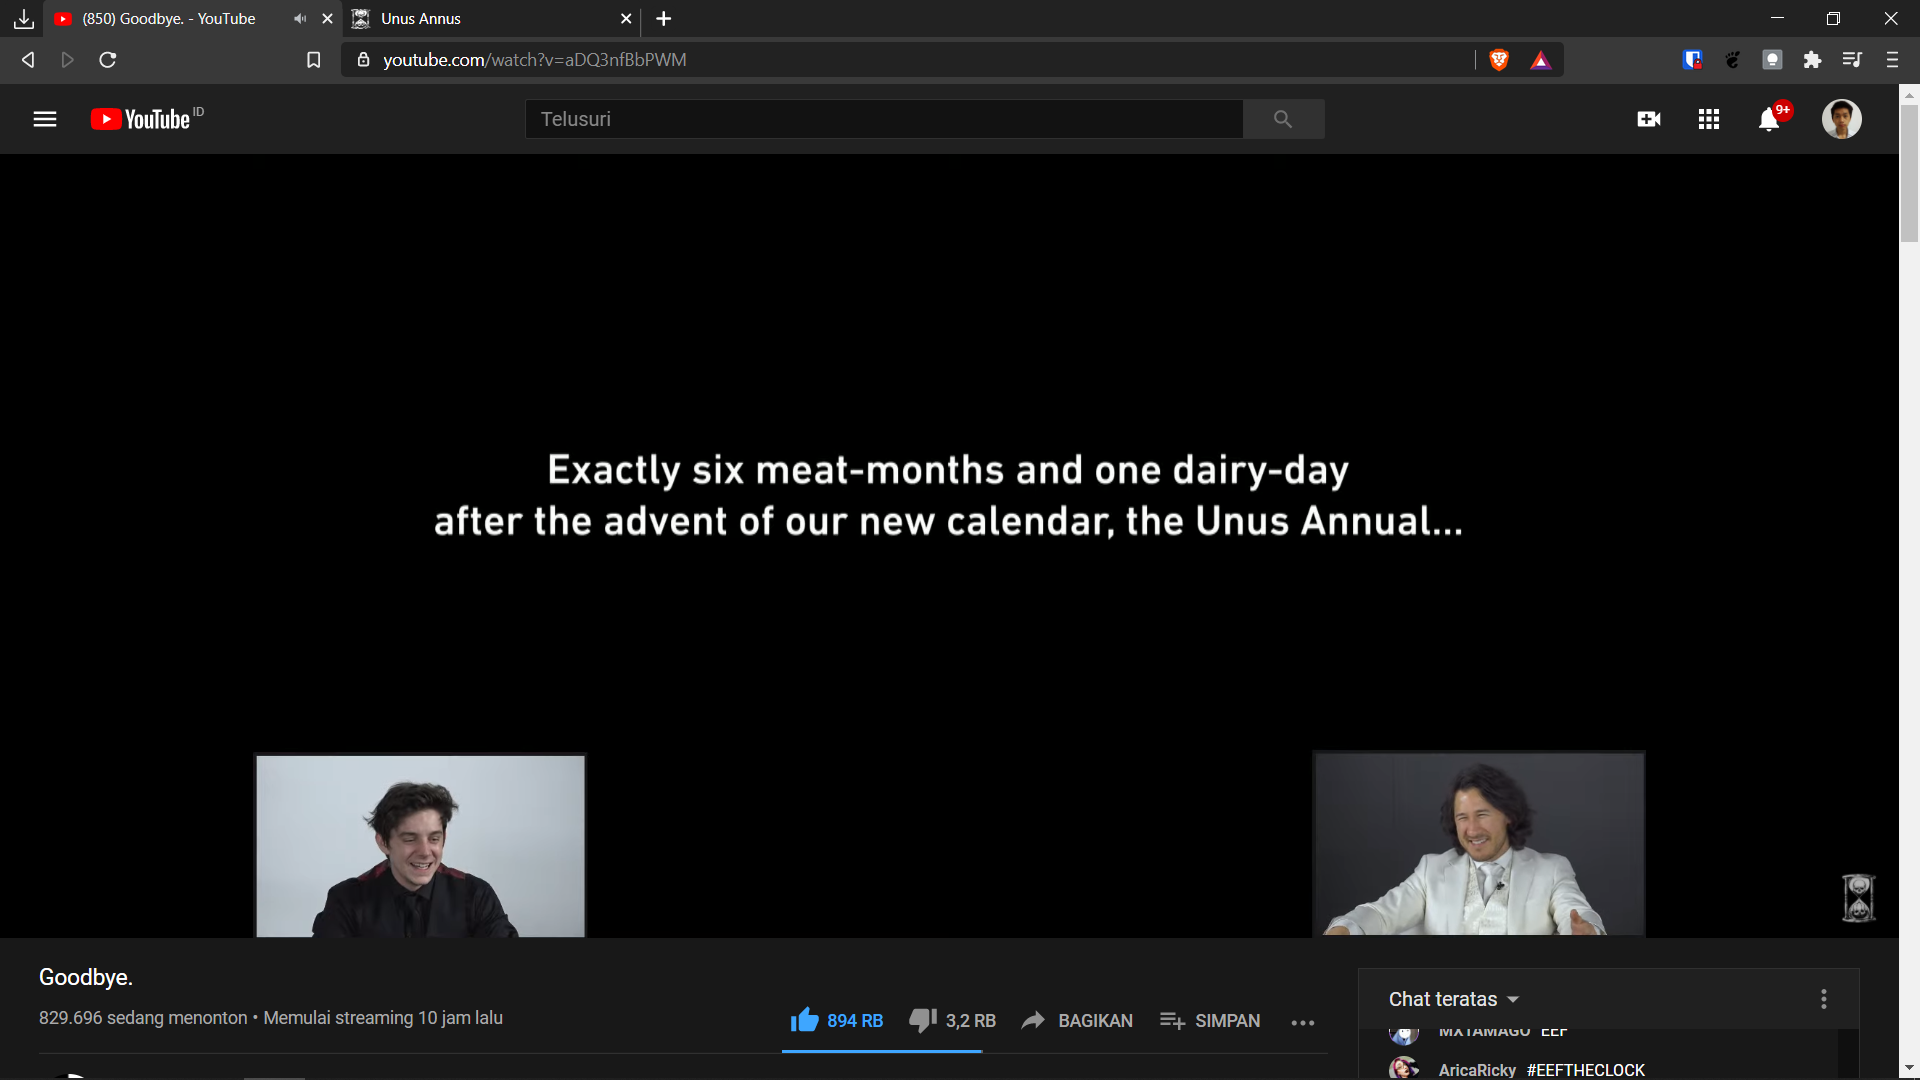 (850) Goodbye. - YouTube
Unus Annus
youtube.com/watch?v=aDQ3nfBbPWM
YouTube ID
Telusuri
9+
Exactly six meat-months and one dairy-day
after the advent of our new calendar, the Unus Annual...
Goodbye.
829.696 sedang menonton • Memulai streaming 10 jam lalu
894 RB
3,2 RB
BAGIKAN
SIMPAN
Chat teratas
MXTAMAGO EEF
AricaRicky #EEFTHECLOCK